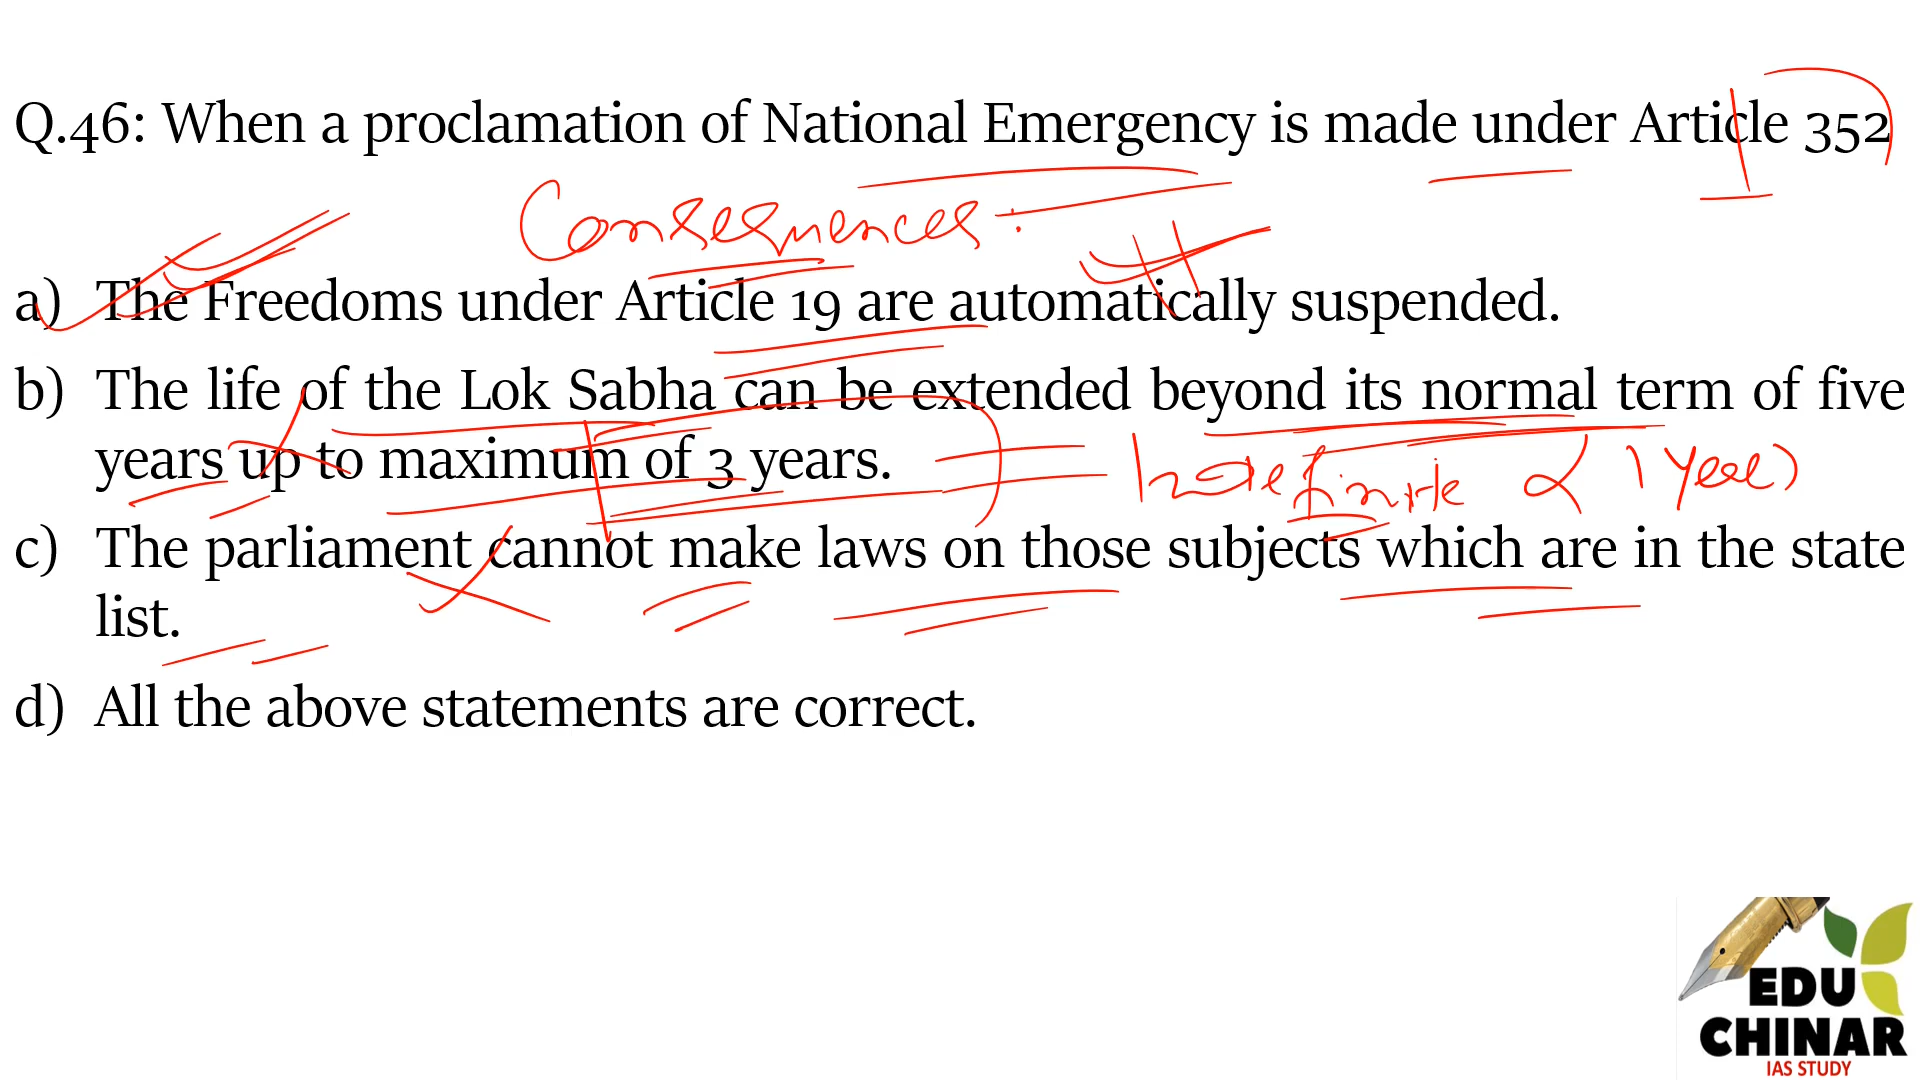 Q.46: When a proclamation of National Emergency is made under Article 352
Consequences:
a) The Freedoms under Article 19 are automatically suspended.
b) The life of the Lok Sabha can be extended beyond its normal term of five
years up to maximum of 3 years.
Indefinite (1 Year)
c) The parliament cannot make laws on those subjects which are in the state
list.
d) All the above statements are correct.
EDU
CHINAR
IAS STUDY